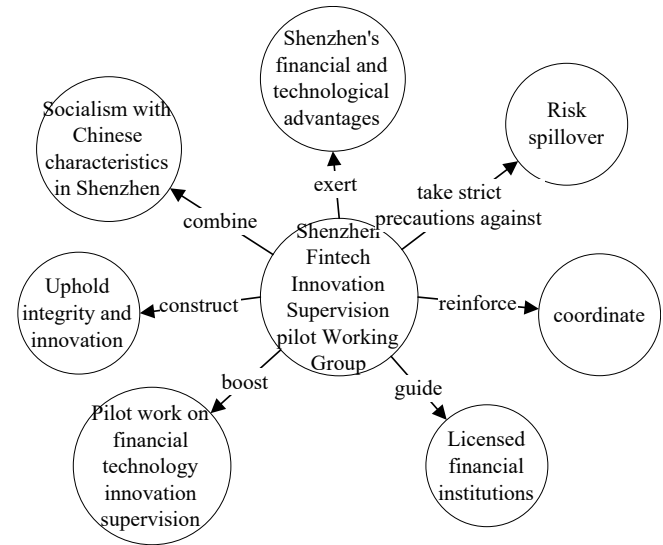 Shenzhen's
financial and
technological
advantages
Socialism with
Chinese
characteristics
in Shenzhen
Risk
spillover
exert
take strict
precautions against
combine
Shenzhen
Fintech
Innovation
Supervision
pilot Working
Group
Uphold
integrity and
innovation
construct
reinforce
coordinate
boost
guide
Pilot work on
financial
technology
innovation
supervision
Licensed
financial
institutions